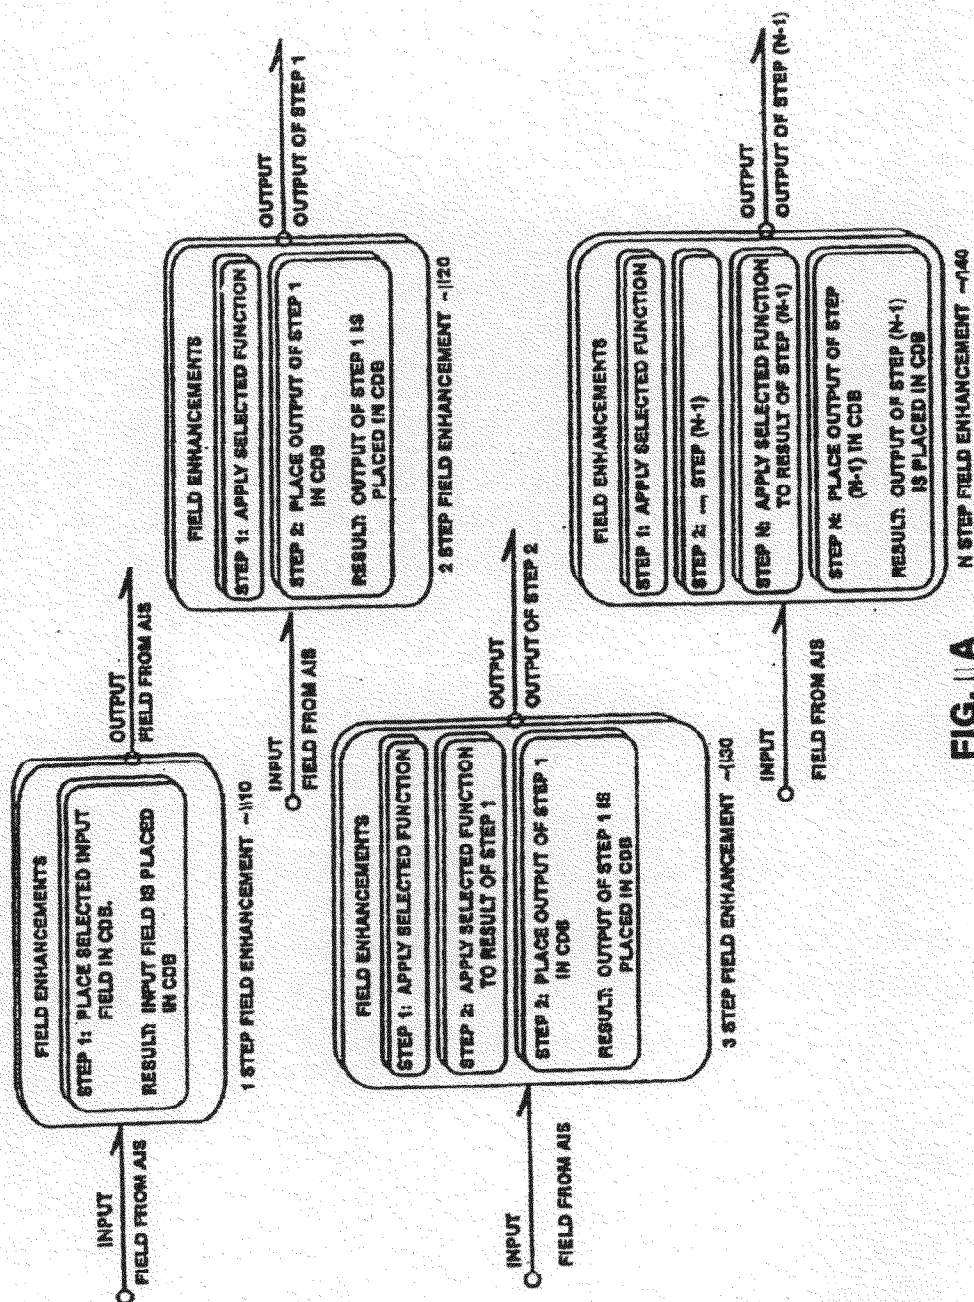 INPUT
FIELD FROM AIS
FIELD ENHANCEMENTS
STEP 1: PLACE SELECTED INPUT
FIELD IN CDB.
RESULT: INPUT FIELD IS PLACED
IN CDB
OUTPUT
FIELD FROM AIS
1 STEP FIELD ENHANCEMENT ~1110
INPUT
FIELD FROM AIS
FIELD ENHANCEMENTS
STEP 1: APPLY SELECTED FUNCTION
STEP 2: PLACE OUTPUT OF STEP 1
IN CDB
RESULT: OUTPUT OF STEP 1 IS
PLACED IN CDB
OUTPUT
OUTPUT OF STEP 1
2 STEP FIELD ENHANCEMENT ~1120
INPUT
FIELD FROM AIS
FIELD ENHANCEMENTS
STEP 1: APPLY SELECTED FUNCTION
STEP 2: APPLY SELECTED FUNCTION
TO RESULT OF STEP 1
STEP 2: PLACE OUTPUT OF STEP 1
IN CDB
RESULT: OUTPUT OF STEP 1 IS
PLACED IN CDB
OUTPUT
OUTPUT OF STEP 2
3 STEP FIELD ENHANCEMENT ~1130
INPUT
FIELD FROM AIS
FIELD ENHANCEMENTS
STEP 1: APPLY SELECTED FUNCTION
STEP 2: ..., STEP (N-1)
STEP N: APPLY SELECTED FUNCTION
TO RESULT OF STEP (N-1)
STEP N: PLACE OUTPUT OF STEP
(N-1) IN CDB
RESULT: OUTPUT OF STEP (N-1)
IS PLACED IN CDB
OUTPUT
OUTPUT OF STEP (N-1)
N STEP FIELD ENHANCEMENT ~1140
FIG. 11A